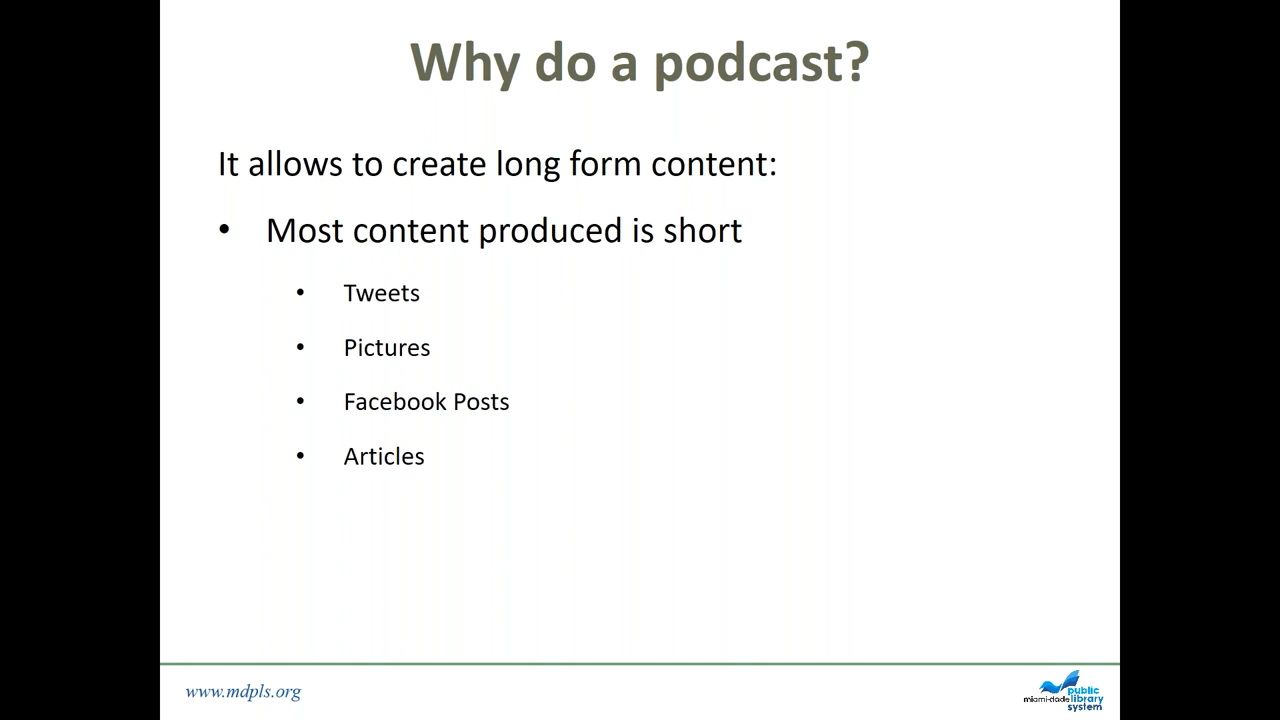 Why do a podcast?
It allows to create long form content:
• Most content produced is short
• Tweets
• Pictures
• Facebook Posts
• Articles
www.mdpls.org
public
miami-dade library
system